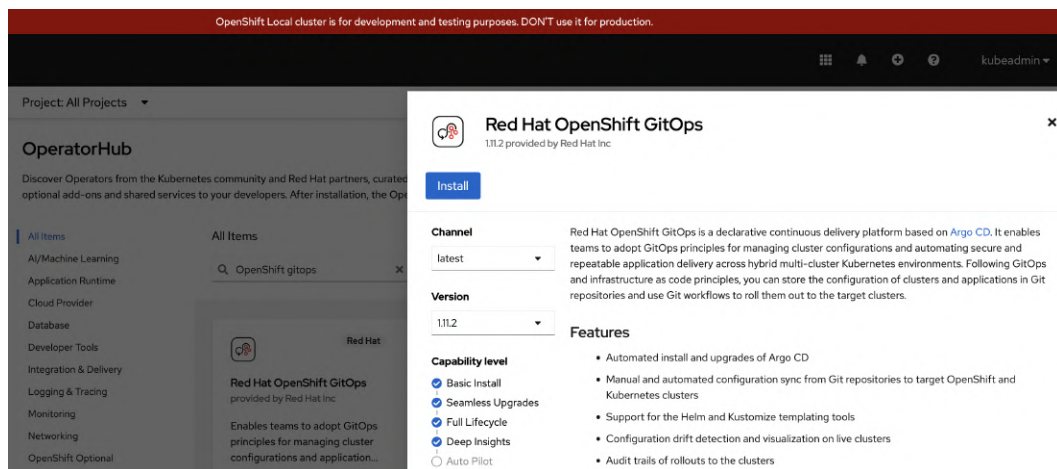 OpenShift Local cluster is for development and testing purposes. DON'T use it for production.
kubeadmin
Project: All Projects
OperatorHub
Discover Operators from the Kubernetes community and Red Hat partners, curated
optional add-ons and shared services to your developers. After installation, the Ope
All Items
AI/Machine Learning
Application Runtime
Cloud Provider
Database
Developer Tools
Integration & Delivery
Logging & Tracing
Monitoring
Networking
OpenShift Optional
All Items
OpenShift gitops
Red Hat
Red Hat OpenShift GitOps
provided by Red Hat Inc
Enables teams to adopt GitOps
principles for managing cluster
configurations and application...
Red Hat OpenShift GitOps
1.11.2 provided by Red Hat Inc
Install
Channel
latest
Version
1.11.2
Capability level
Basic Install
Seamless Upgrades
Full Lifecycle
Deep Insights
Auto Pilot
Red Hat OpenShift GitOps is a declarative continuous delivery platform based on Argo CD. It enables
teams to adopt GitOps principles for managing cluster configurations and automating secure and
repeatable application delivery across hybrid multi-cluster Kubernetes environments. Following GitOps
and infrastructure as code principles, you can store the configuration of clusters and applications in Git
repositories and use Git workflows to roll them out to the target clusters.
Features
• Automated install and upgrades of Argo CD
• Manual and automated configuration sync from Git repositories to target OpenShift and
Kubernetes clusters
• Support for the Helm and Kustomize templating tools
• Configuration drift detection and visualization on live clusters
• Audit trails of rollouts to the clusters